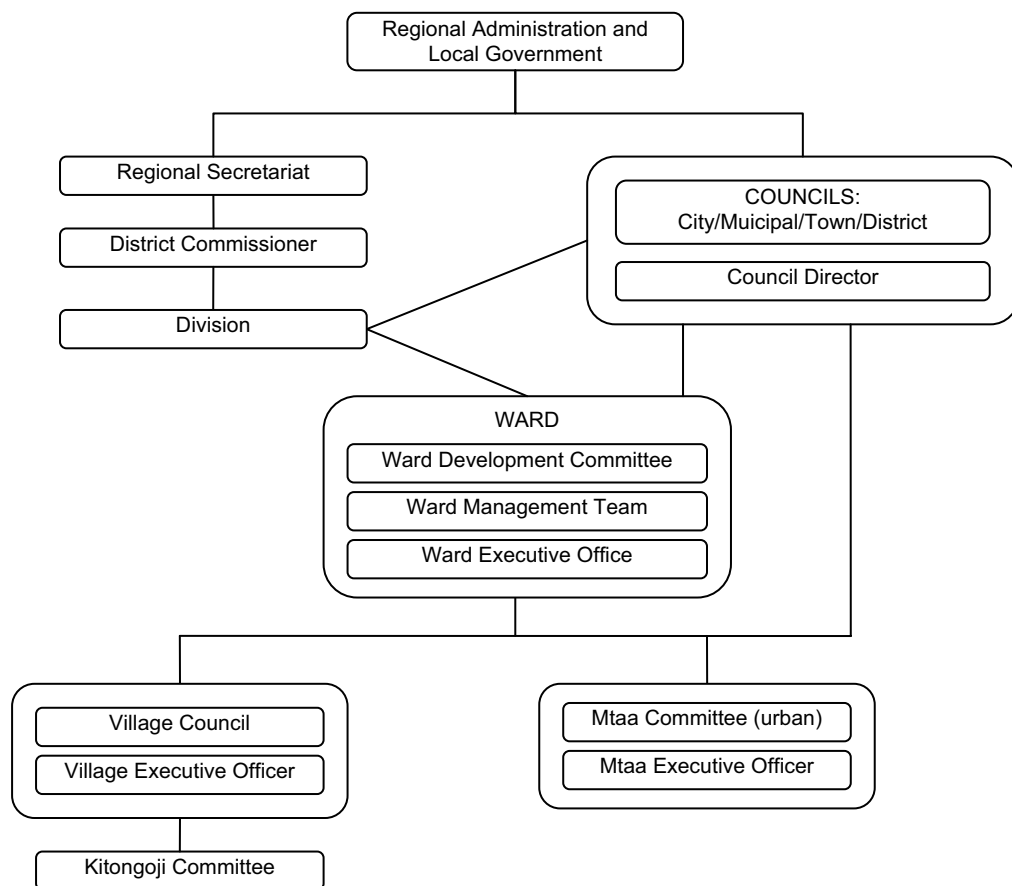 Regional Administration and
Local Government
Regional Secretariat
District Commissioner
Division
COUNCILS:
City/Muicipal/Town/District
Council Director
WARD
Ward Development Committee
Ward Management Team
Ward Executive Office
Village Council
Village Executive Officer
Kitongoji Committee
Mtaa Committee (urban)
Mtaa Executive Officer